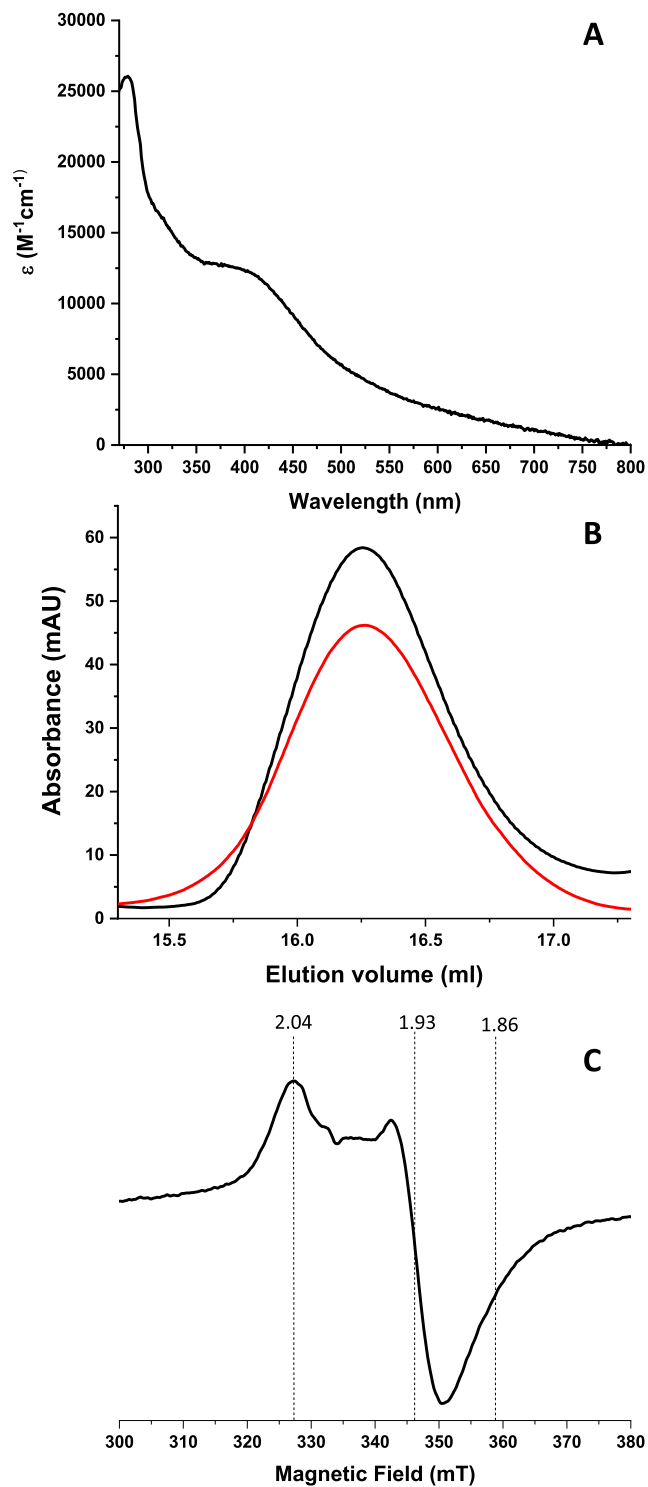 A
30000
25000
20000
15000
10000
5000
0
ε (M⁻¹cm⁻¹)
300 350 400 450 500 550 600 650 700 750 800
Wavelength (nm)
B
60
50
40
30
20
10
0
Absorbance (mAU)
15.5 16.0 16.5 17.0
Elution volume (ml)
2.04 1.93 1.86
C
300 310 320 330 340 350 360 370 380
Magnetic Field (mT)